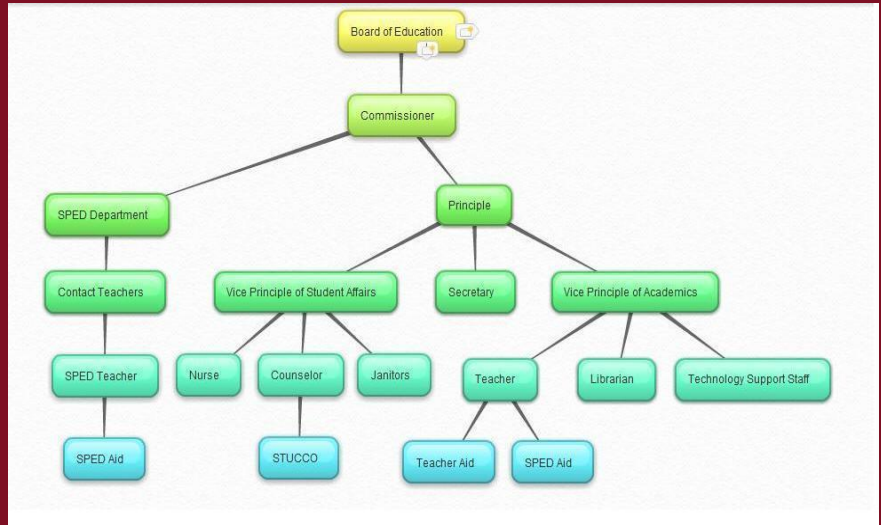 Board of Education
Commissioner
SPED Department
Principle
Contact Teachers
Vice Principle of Student Affairs
Secretary
Vice Principle of Academics
SPED Teacher
Nurse
Counselor
Janitors
Teacher
Librarian
Technology Support Staff
SPED Aid
STUCCO
Teacher Aid
SPED Aid